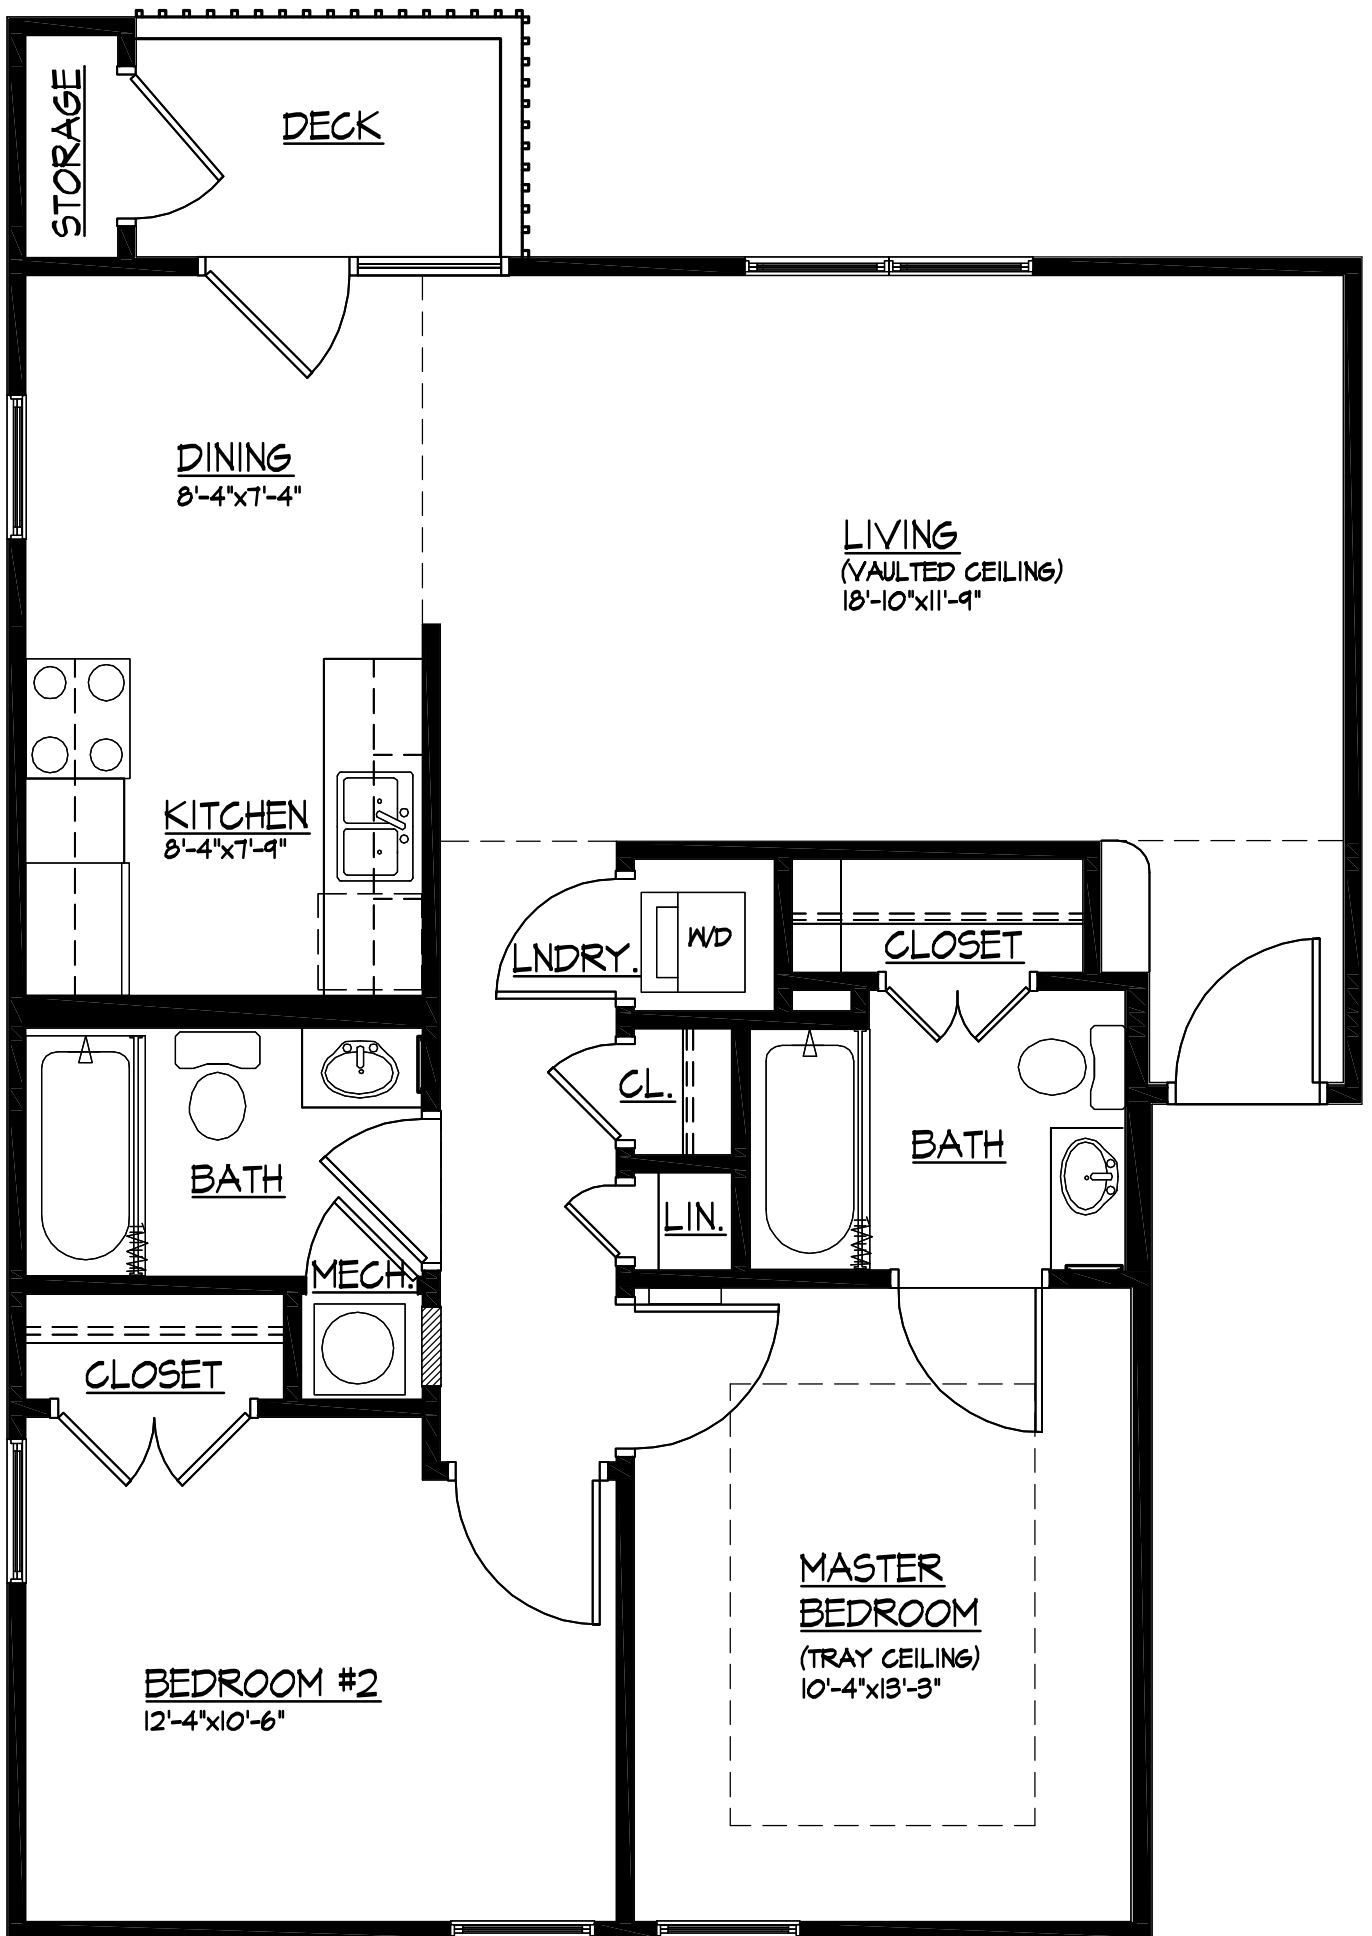 STORAGE
DECK
DINING
8'-4"x7'-4"
LIVING
(VAULTED CEILING)
18'-10"x11'-9"
KITCHEN
8'-4"x7'-9"
LNDRY.
W/D
CLOSET
CL.
BATH
BATH
LIN.
MECH.
CLOSET
MASTER
BEDROOM
(TRAY CEILING)
10'-4"x13'-3"
BEDROOM #2
12'-4"x10'-6"